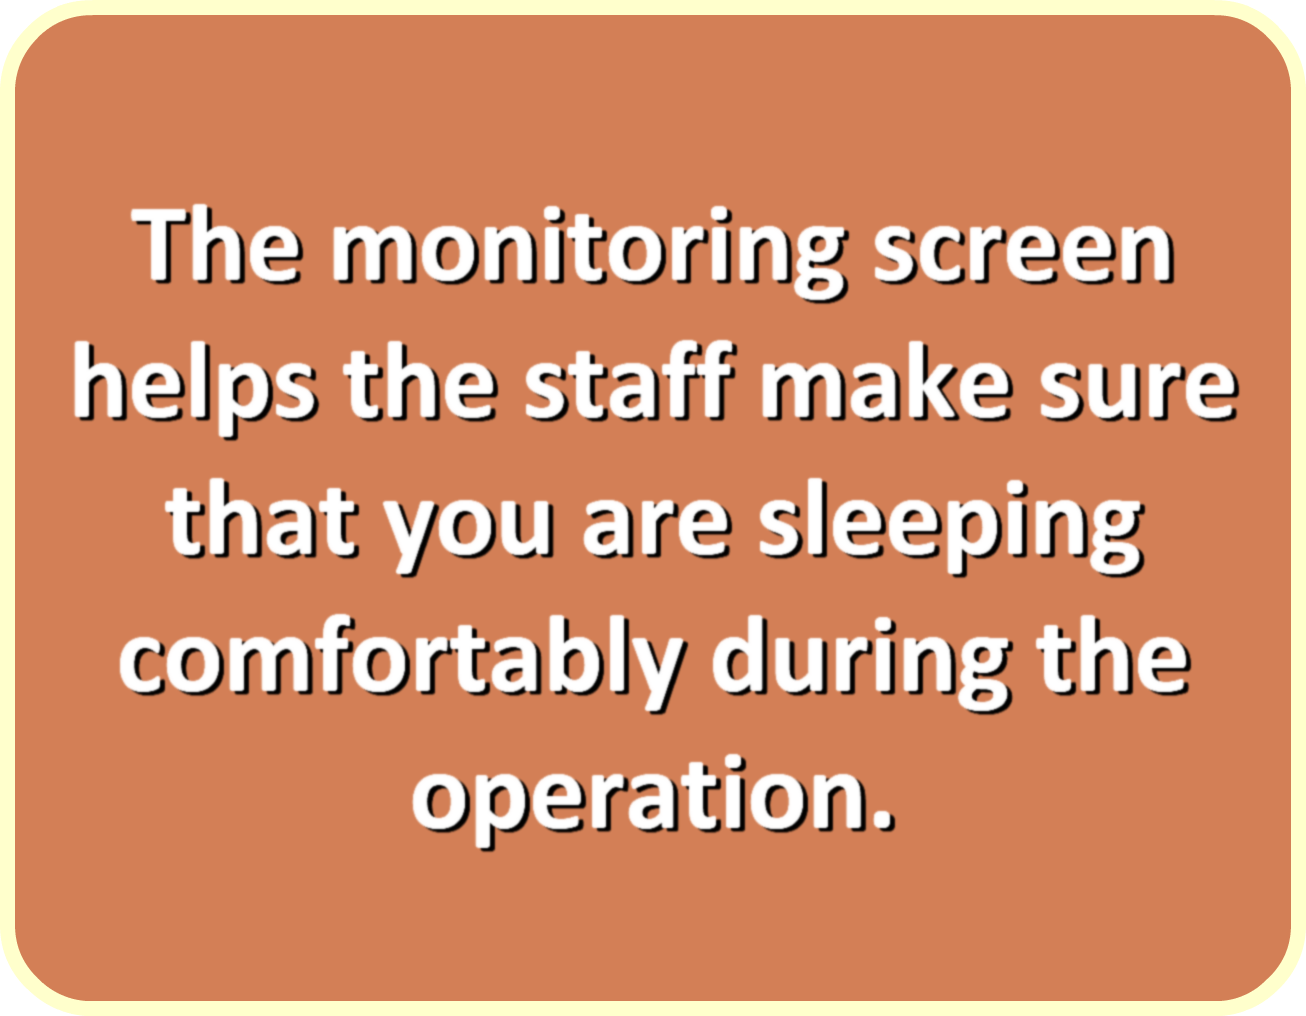 The monitoring screen
helps the staff make sure
that you are sleeping
comfortably during the
operation.